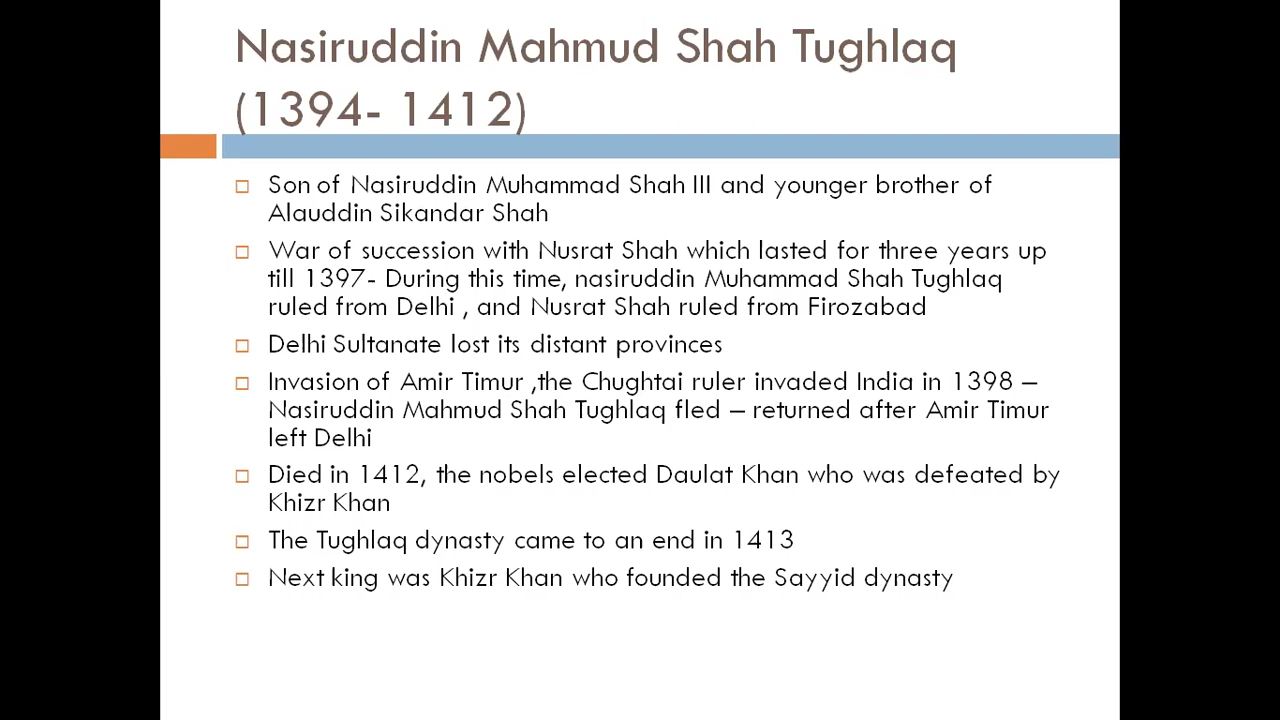 Nasiruddin Mahmud Shah Tughlaq
(1394- 1412)
Son of Nasiruddin Muhammad Shah III and younger brother of
Alauddin Sikandar Shah
War of succession with Nusrat Shah which lasted for three years up
till 1397- During this time, nasiruddin Muhammad Shah Tughlaq
ruled from Delhi , and Nusrat Shah ruled from Firozabad
Delhi Sultanate lost its distant provinces
Invasion of Amir Timur ,the Chughtai ruler invaded India in 1398 –
Nasiruddin Mahmud Shah Tughlaq fled – returned after Amir Timur
left Delhi
Died in 1412, the nobels elected Daulat Khan who was defeated by
Khizr Khan
The Tughlaq dynasty came to an end in 1413
Next king was Khizr Khan who founded the Sayyid dynasty